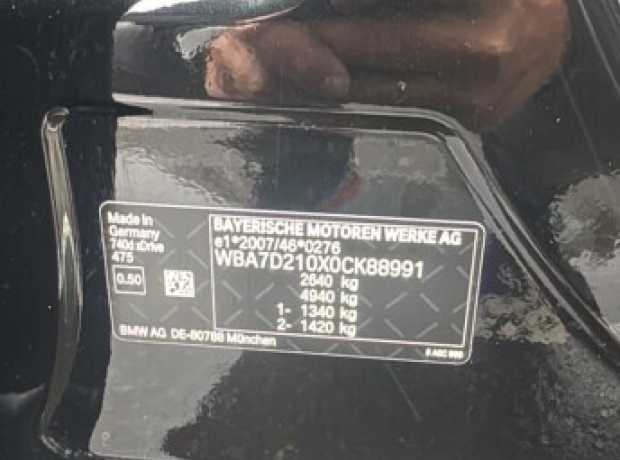 Made in
Germany
740d xDrive
475
0.50
BAYERISCHE MOTOREN WERKE AG
e1*2007/46*0276
WBA7D210X0CK88991
2640 kg
4940 kg
1- 1340 kg
2- 1420 kg
BMW AG DE-80788 München